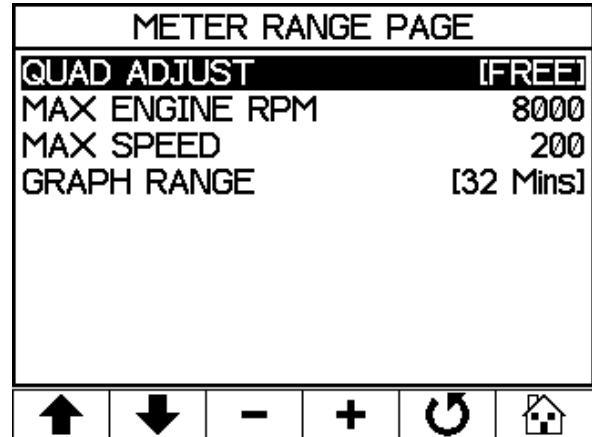 METER RANGE PAGE
QUAD ADJUST [FREE]
MAX ENGINE RPM 8000
MAX SPEED 200
GRAPH RANGE [32 Mins]